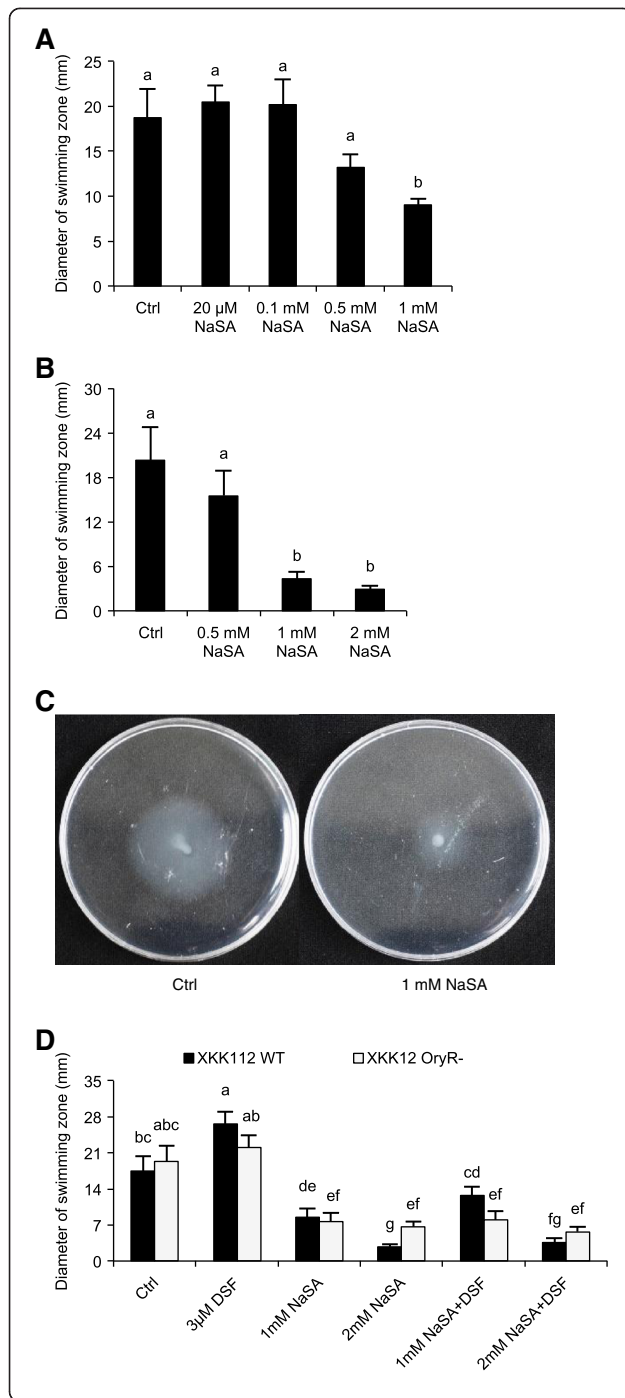 A
Diameter of swimming zone (mm)
25
20
15
10
5
0
a
a
a
a
b
Ctrl
20 µM
NaSA
0.1 mM
NaSA
0.5 mM
NaSA
1 mM
NaSA
B
Diameter of swimming zone (mm)
30
24
18
12
6
0
a
a
b
b
Ctrl
0.5 mM
NaSA
1 mM
NaSA
2 mM
NaSA
C
Ctrl
1 mM NaSA
D
XKK112 WT
XKK12 OryR-
Diameter of swimming zone (mm)
35
28
21
14
7
0
bc
abc
a
ab
de
ef
g
ef
cd
ef
fg
ef
Ctrl
3µM DSF
1mM NaSA
2mM NaSA
1mM NaSA+DSF
2mM NaSA+DSF